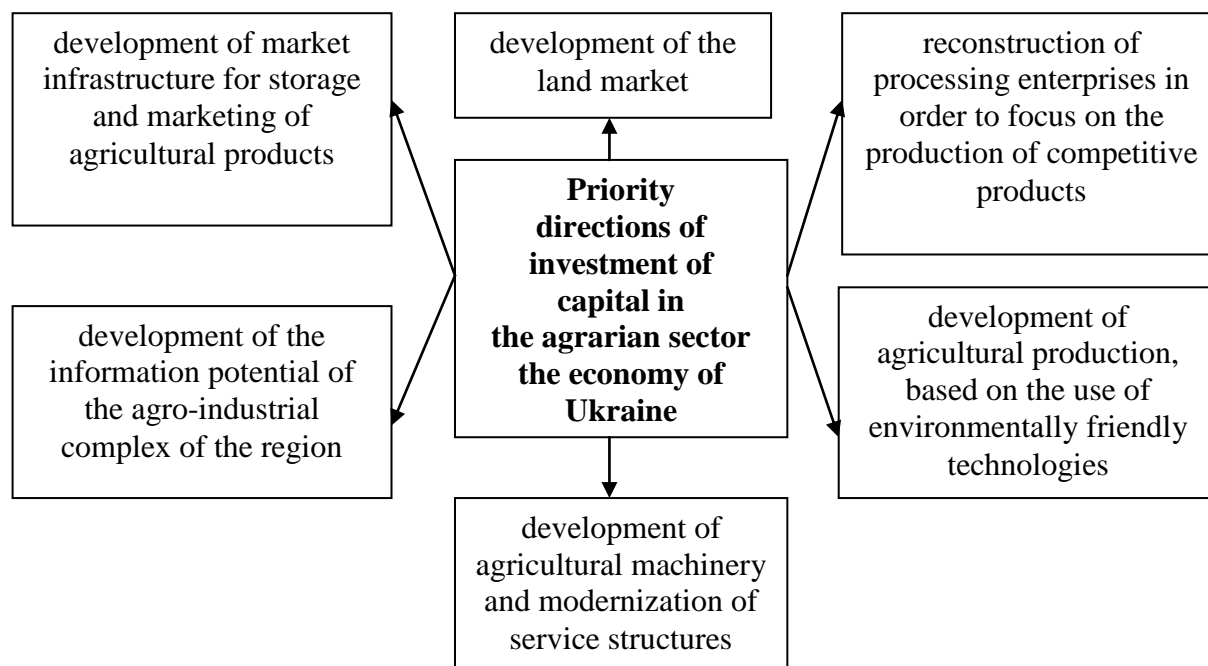 development of market
infrastructure for storage
and marketing of
agricultural products
development of the
land market
reconstruction of
processing enterprises in
order to focus on the
production of competitive
products
Priority
directions of
investment of
capital in
the agrarian sector
the economy of
Ukraine
development of the
information potential of
the agro-industrial
complex of the region
development of
agricultural production,
based on the use of
environmentally friendly
technologies
development of
agricultural machinery
and modernization of
service structures